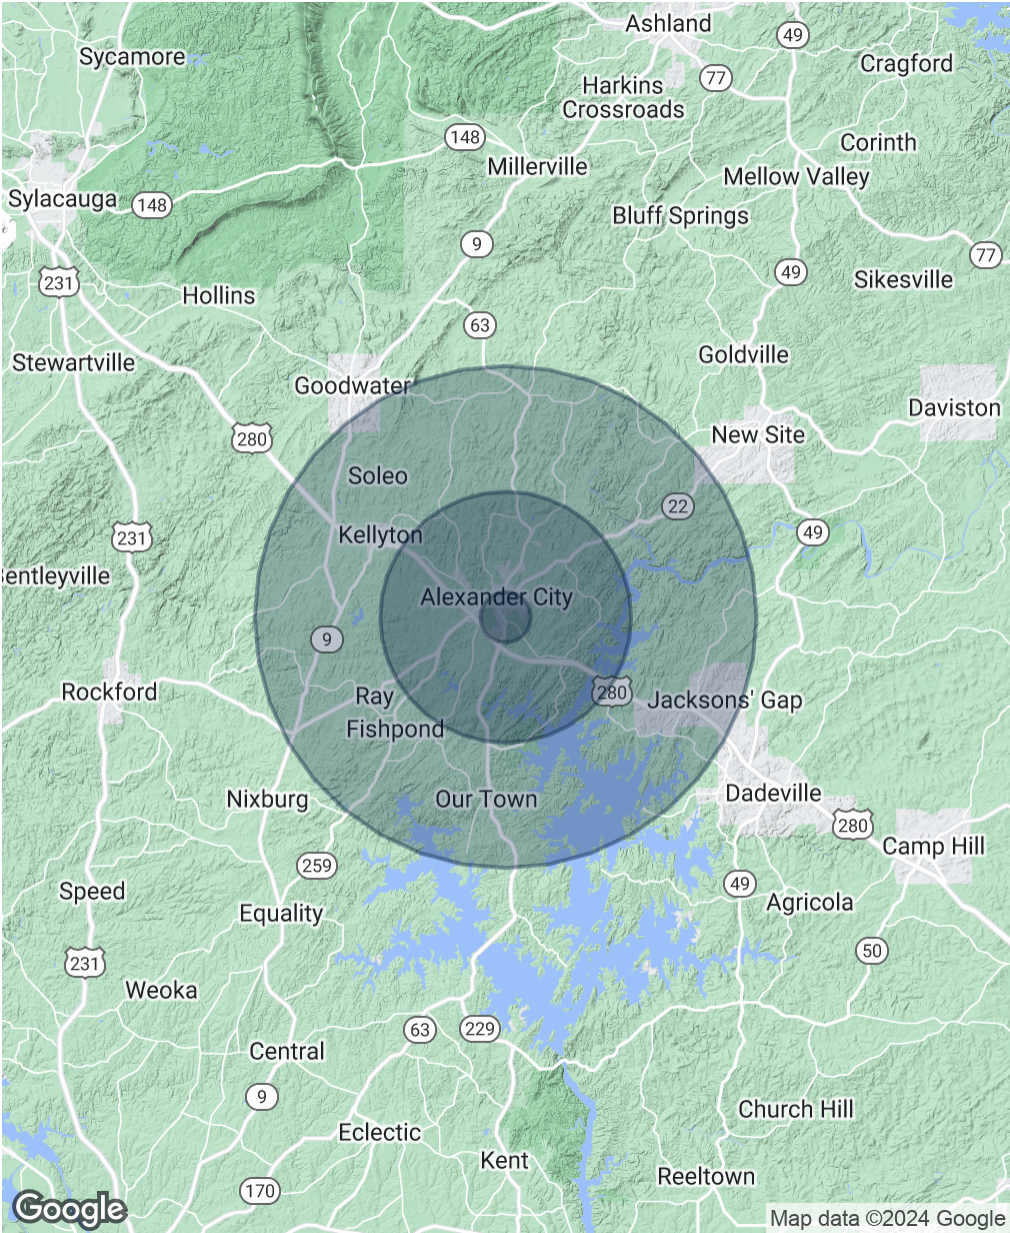 Ashland
49
Sycamore
Cragford
77
Harkins
Crossroads
148
Corinth
Millerville
Mellow Valley
Sylacauga
148
Bluff Springs
9
77
49
231
Sikesville
Hollins
63
Goldville
Stewartville
Goodwater
Daviston
280
New Site
Soleo
22
Kellyton
49
231
Bentleyville
Alexander City
9
Rockford
280
Ray
Jacksons' Gap
Fishpond
Nixburg
Our Town
Dadeville
280
Camp Hill
259
49
Speed
Agricola
Equality
50
231
Weoka
63
229
Central
9
Church Hill
Eclectic
Kent
Reeltown
170
Google
Map data ©2024 Google